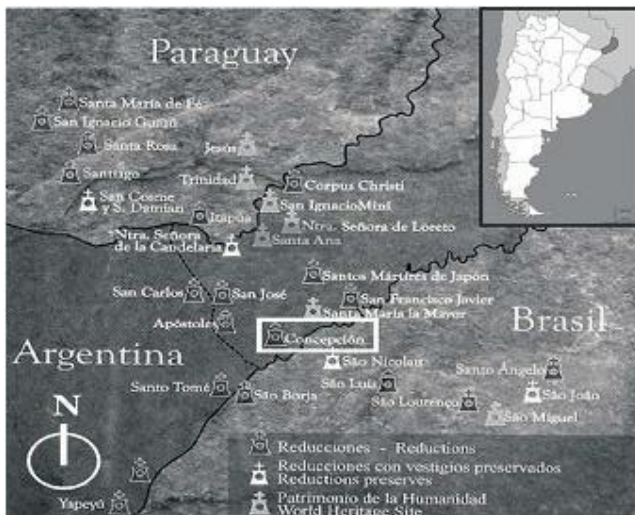 Paraguay
Santa María de Fé
San Ignacio Guazú
Santa Rosa
Jesús
Santiago
Trinidad
Corpus Christi
San Cosme
y S. Damián
San Ignacio Miní
Itapúa
Ntra. Señora de Loreto
Ntra. Señora
de la Candelaria
Santa Ana
Santos Mártires de Japón
San Carlos
San José
San Francisco Javier
Santa María la Mayor
Apóstoles
Concepción
Brasil
Argentina
São Nicolau
Santo Ângelo
Santo Tomé
São Luis
São João
São Borja
São Lourenço
São Miguel
N
Yapeyú
Reducciones - Reductions
Reducciones con vestigios preservados
Reductions preserves
Patrimonio de la Humanidad
World Heritage Site